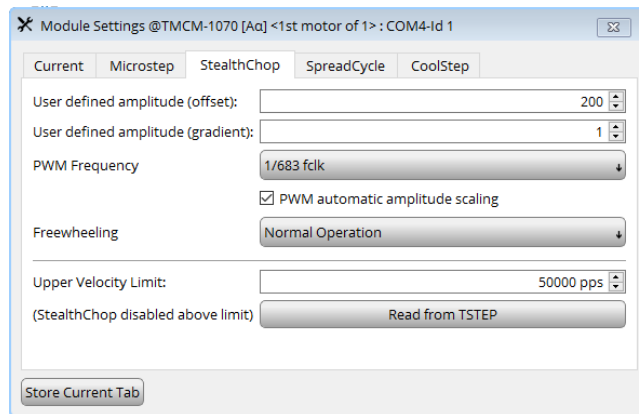 Module Settings @TMCM-1070 [Aα] <1st motor of 1> : COM4-Id 1
Current Microstep StealthChop SpreadCycle CoolStep
User defined amplitude (offset): 200
User defined amplitude (gradient): 1
PWM Frequency 1/683 fclk
PWM automatic amplitude scaling
Freewheeling Normal Operation
Upper Velocity Limit: 50000 pps
(StealthChop disabled above limit) Read from TSTEP
Store Current Tab